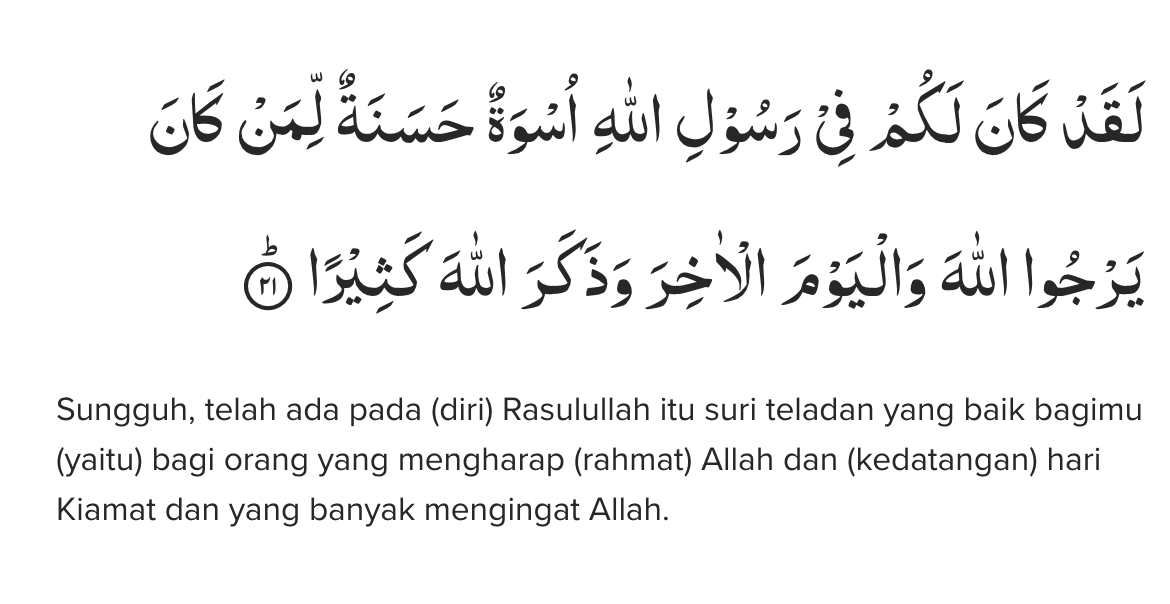 لَقَدْ كَانَ لَكُمْ فِيْ رَسُوْلِ اللّٰهِ اُسْوَةٌ حَسَنَةٌ لِّمَنْ كَانَ
يَرْجُوا اللّٰهَ وَالْيَوْمَ الْاٰخِرَ وَذَكَرَ اللّٰهَ كَثِيْرًاۗ ٢١
Sungguh, telah ada pada (diri) Rasulullah itu suri teladan yang baik bagimu
(yaitu) bagi orang yang mengharap (rahmat) Allah dan (kedatangan) hari
Kiamat dan yang banyak mengingat Allah.